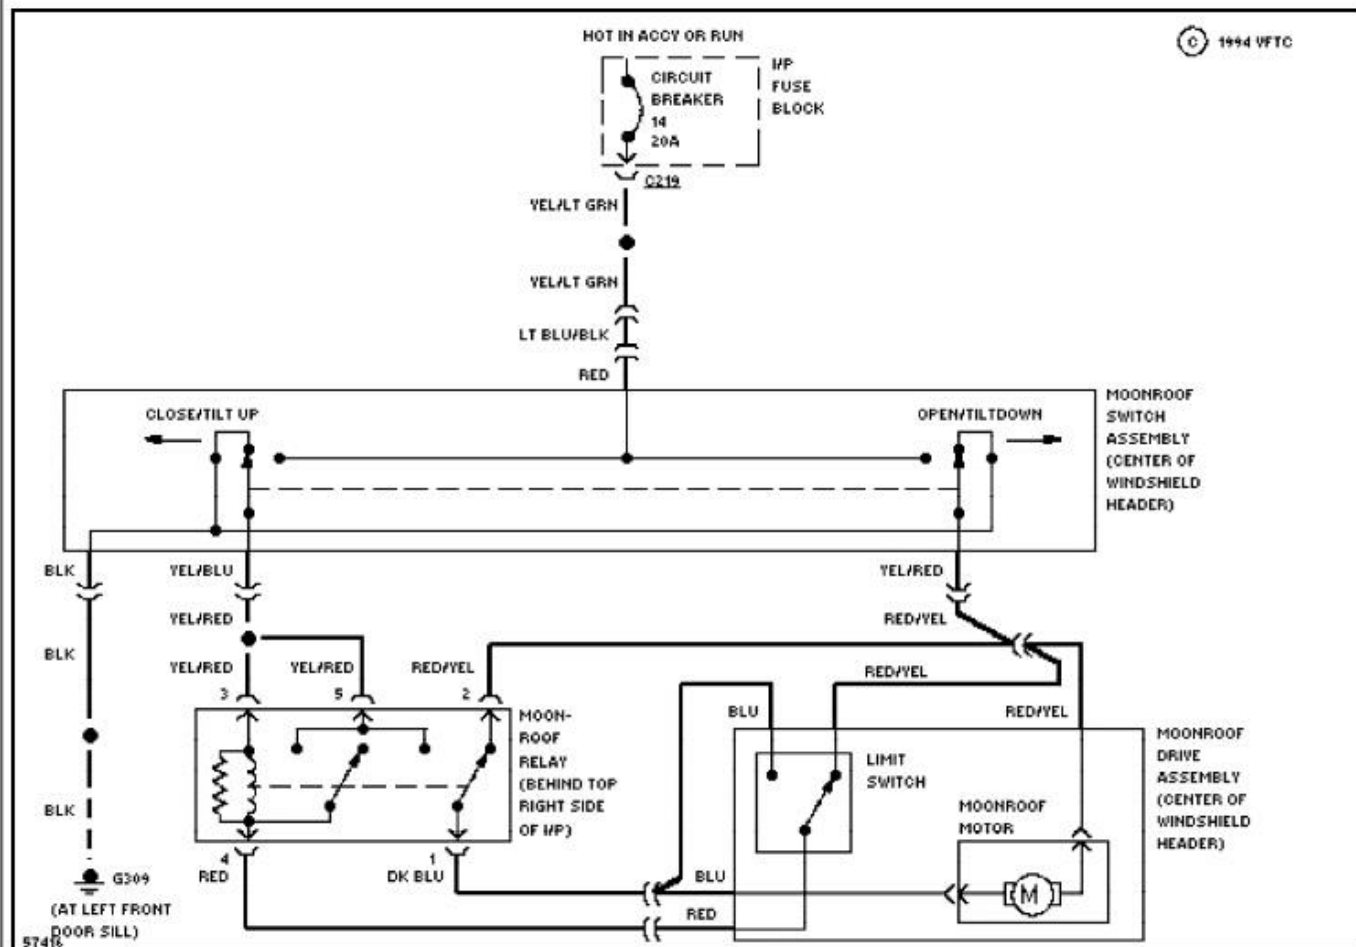 HOT IN ACCY OR RUN
© 1994 VFTC
CIRCUIT
BREAKER
14
20A
I/P
FUSE
BLOCK
C219
YEL/LT GRN
YEL/LT GRN
LT BLU/BLK
RED
CLOSE/TILT UP
OPEN/TILTDOWN
MOONROOF
SWITCH
ASSEMBLY
(CENTER OF
WINDSHIELD
HEADER)
BLK
YEL/BLU
YEL/RED
YEL/RED
RED/YEL
BLK
YEL/RED
YEL/RED
RED/YEL
RED/YEL
3
5
2
BLU
RED/YEL
MOON-
ROOF
RELAY
(BEHIND TOP
RIGHT SIDE
OF I/P)
LIMIT
SWITCH
MOONROOF
DRIVE
ASSEMBLY
(CENTER OF
WINDSHIELD
HEADER)
MOONROOF
MOTOR
M
BLK
4
RED
1
DK BLU
BLU
RED
G309
(AT LEFT FRONT
DOOR SILL)
57416